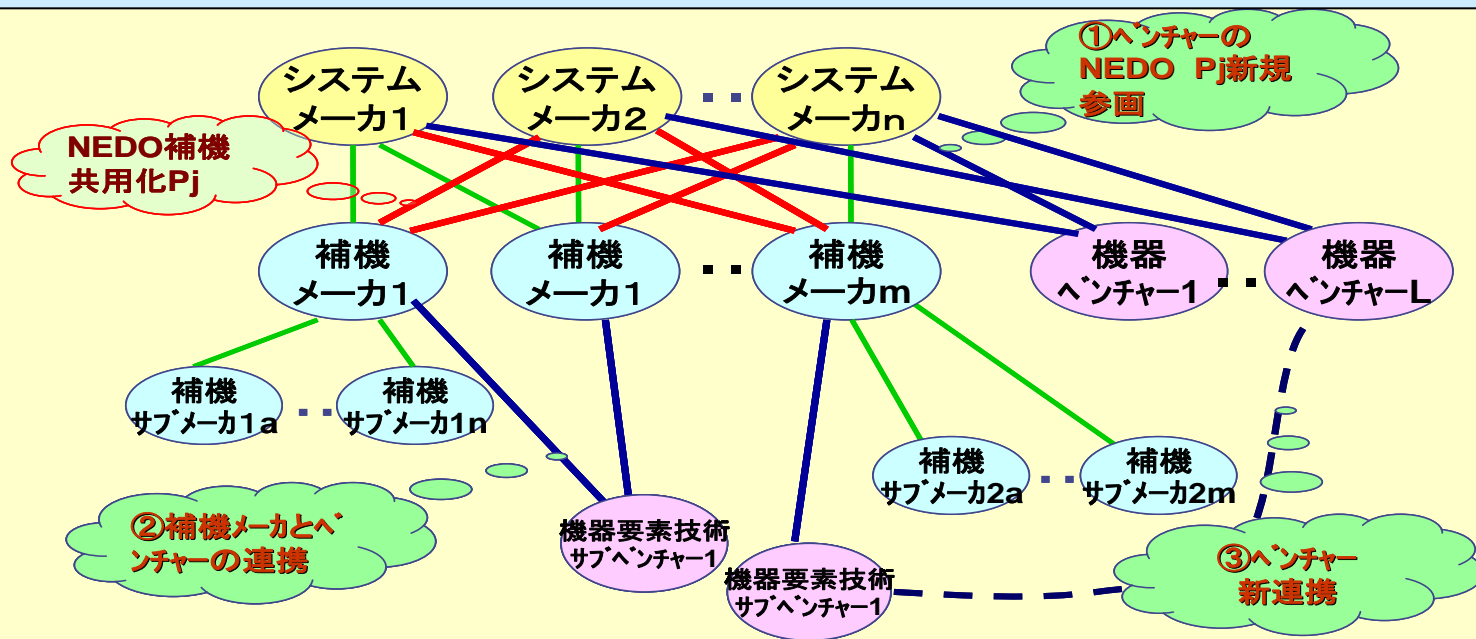 ①ベンチャーの
NEDO Pj新規
参画
システム
メーカ1
システム
メーカ2
システム
メーカn
NEDO補機
共用化Pj
補機
メーカ1
補機
メーカ1
補機
メーカm
機器
ベンチャー1
機器
ベンチャーL
補機
サブメーカ1a
補機
サブメーカ1n
補機
サブメーカ2a
補機
サブメーカ2m
②補機メーカとベ
ンチャーの連携
機器要素技術
サブベンチャー1
機器要素技術
サブベンチャー1
③ベンチャー
新連携